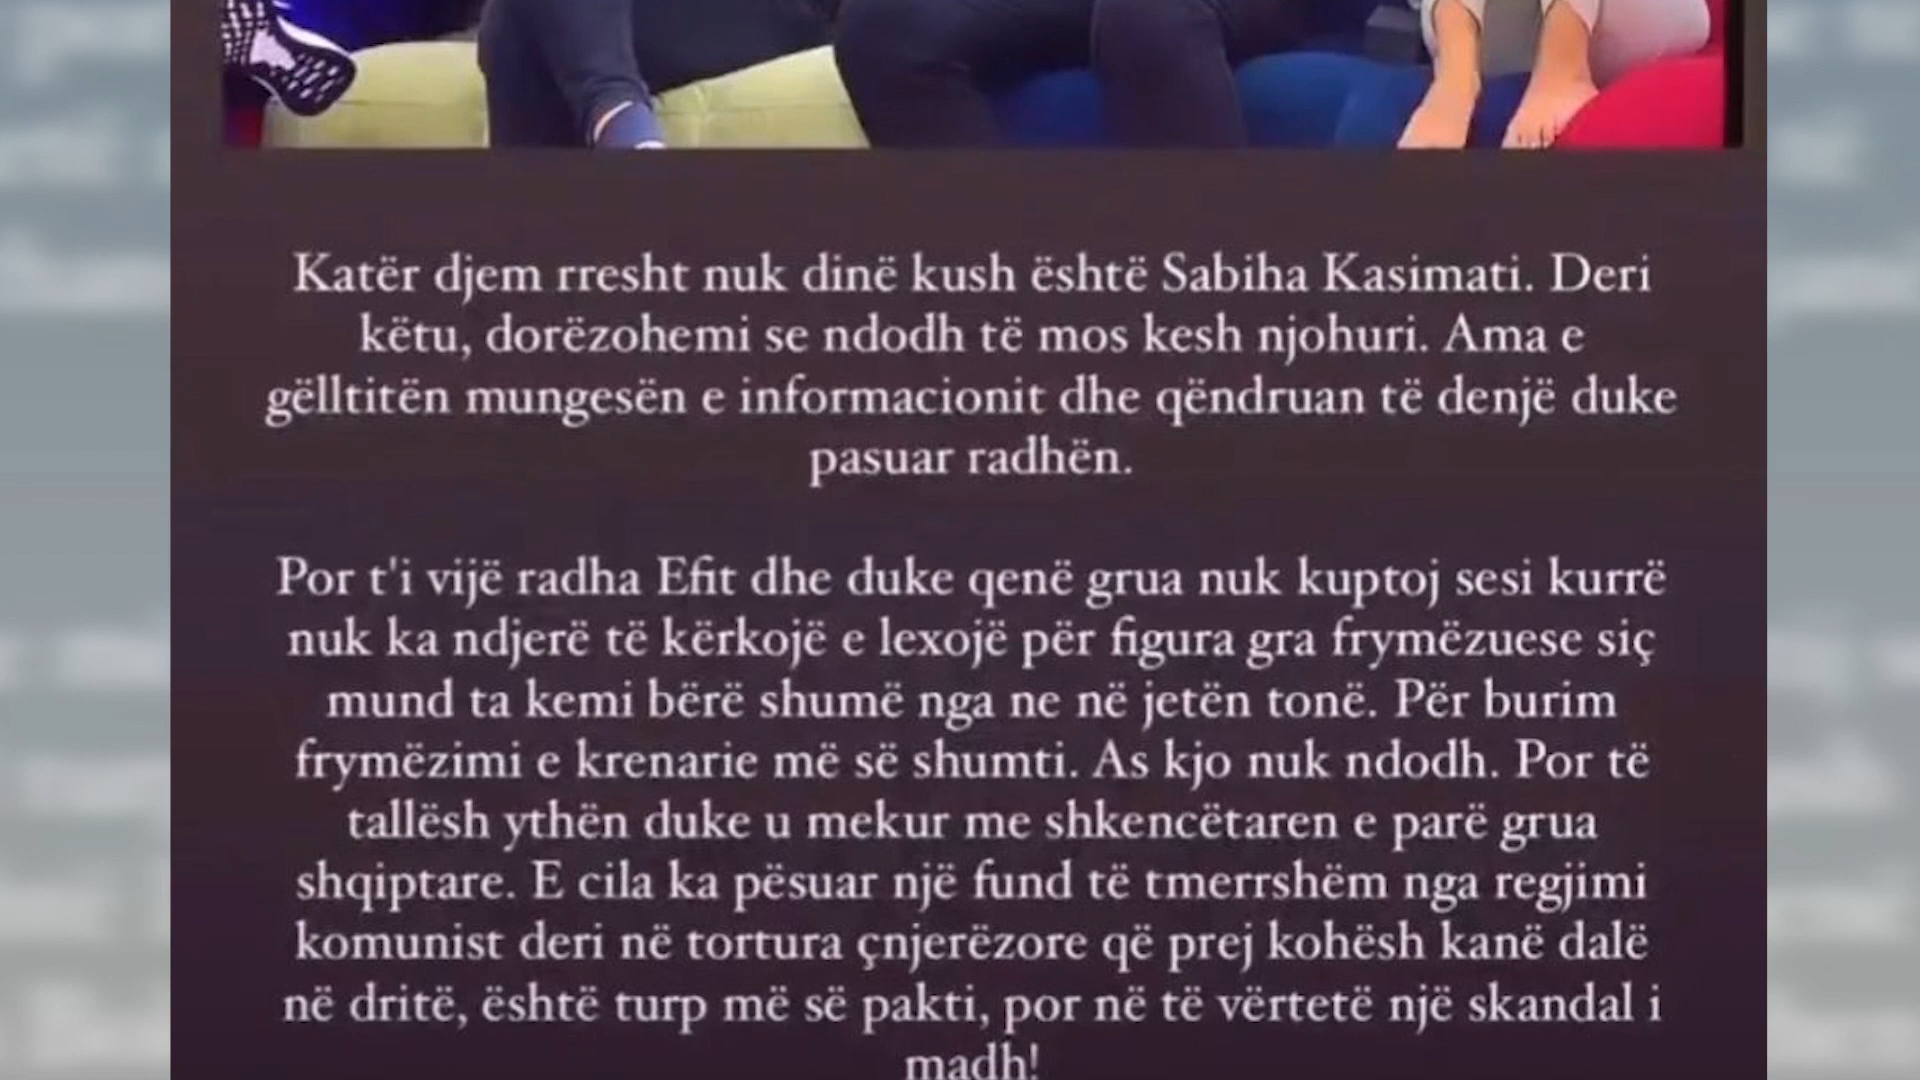 Katër djem rresht nuk dinë kush është Sabiha Kasimati. Deri
këtu, dorëzohemi se ndodh të mos kesh njohuri. Ama e
gëlltitën mungesën e informacionit dhe qëndruan të denjë duke
pasuar radhën.
Por t'i vijë radha Efit dhe duke qenë grua nuk kuptoj sesi kurrë
nuk ka ndjerë të kërkojë e lexojë për figura gra frymëzuese siç
mund ta kemi bërë shumë nga ne në jetën tonë. Për burim
frymëzimi e krenarie më së shumti. As kjo nuk ndodh. Por të
tallësh ythën duke u mekur me shkencëtaren e parë grua
shqiptare. E cila ka pësuar një fund të tmerrshëm nga regjimi
komunist deri në tortura çnjerëzore që prej kohësh kanë dalë
në dritë, është turp më së pakti, por në të vërtetë një skandal i
madh!